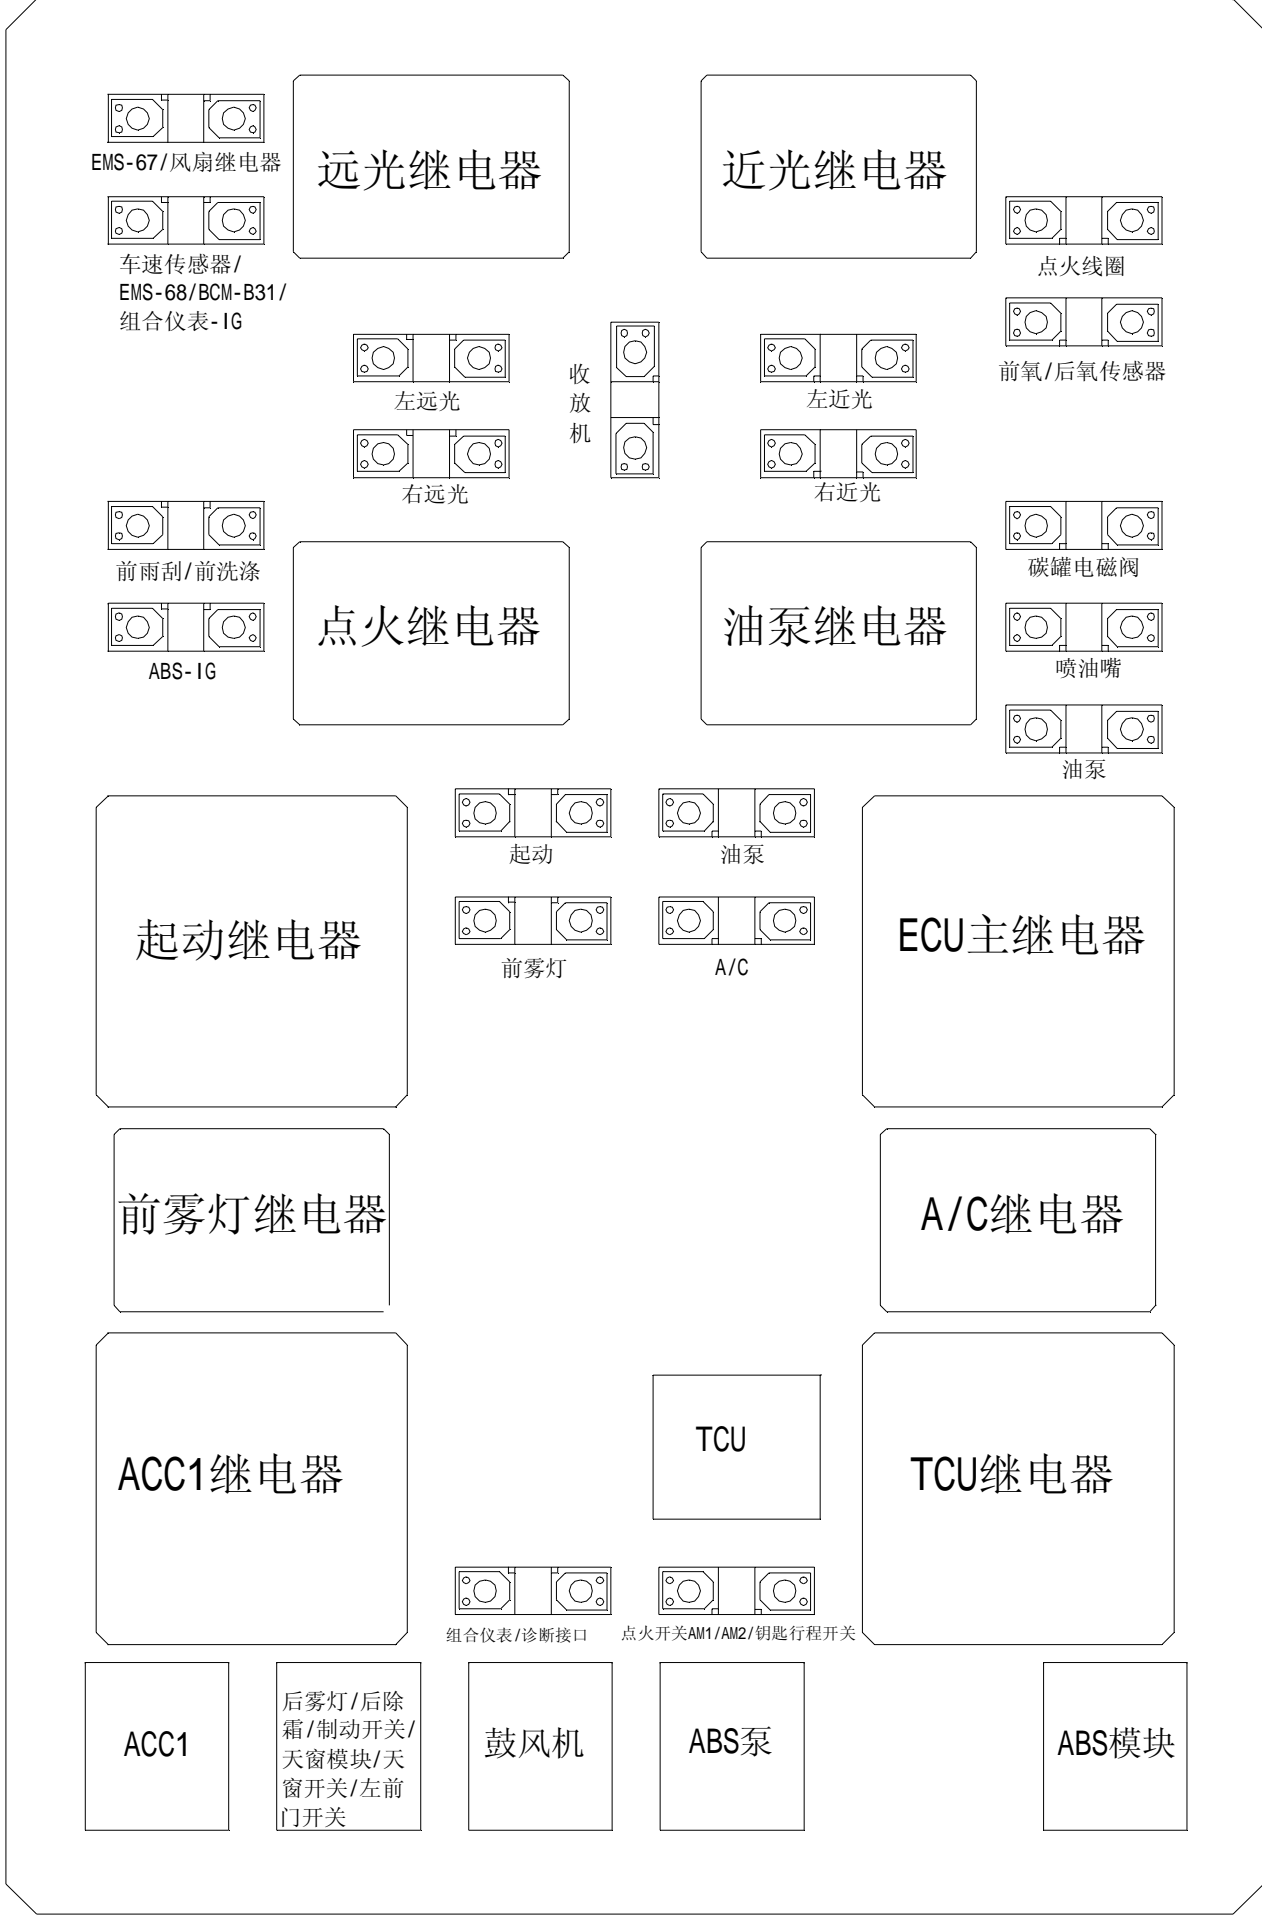 远光继电器
近光继电器
EMS-67/风扇继电器
车速传感器/
EMS-68/BCM-B31/
组合仪表-IG
点火线圈
前氧/后氧传感器
左远光
收
放
机
左近光
右远光
右近光
前雨刮/前洗涤
碳罐电磁阀
点火继电器
油泵继电器
ABS-IG
喷油嘴
油泵
起动
油泵
起动继电器
ECU主继电器
前雾灯
A/C
前雾灯继电器
A/C继电器
TCU
ACC1继电器
TCU继电器
组合仪表/诊断接口
点火开关AM1/AM2/钥匙行程开关
ACC1
后雾灯/后除
霜/制动开关/
天窗模块/天
窗开关/左前
门开关
鼓风机
ABS泵
ABS模块